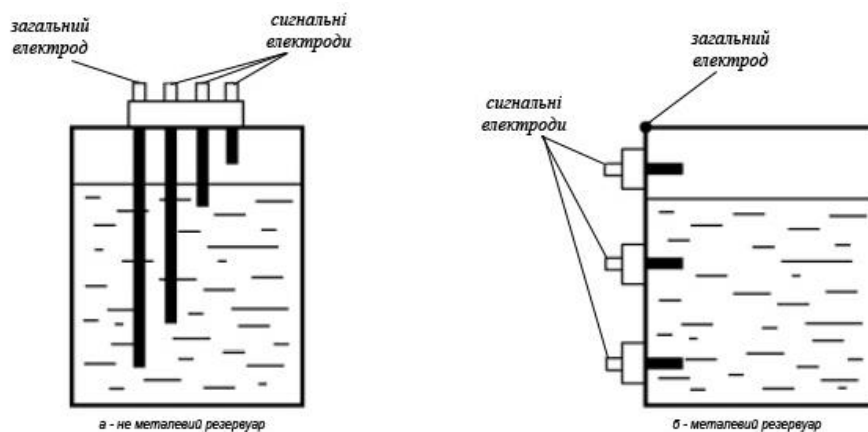 загальний
електрод
сигнальні
електроди
а - не металевий резервуар
загальний
електрод
сигнальні
електроди
б - металевий резервуар